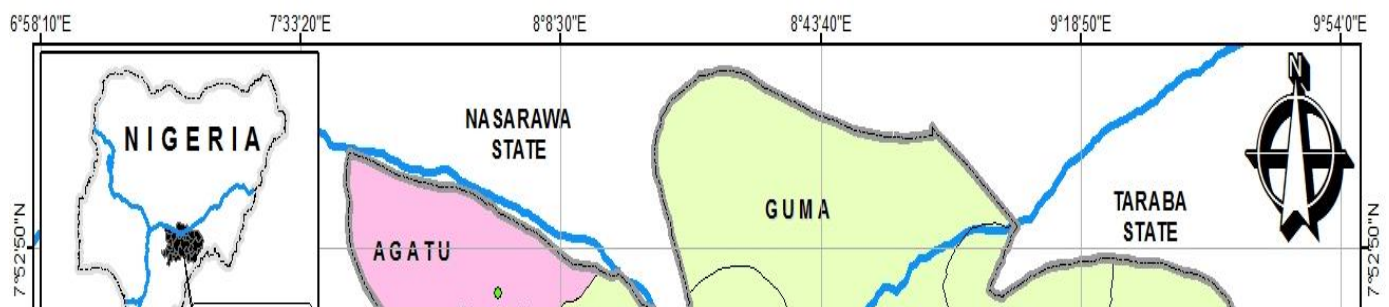 6°58'10"E 7°33'20"E 8°8'30"E 8°43'40"E 9°18'50"E 9°54'0"E
N
NASARAWA
STATE
NIGERIA
TARABA
STATE
GUMA
AGATU
7°52'50"N
7°52'50"N